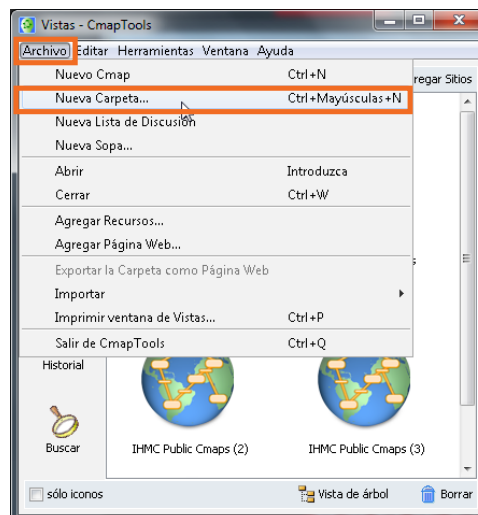 Vistas - CmapTools
Archivo Editar Herramientas Ventana Ayuda
Nuevo Cmap Ctrl+N
regar Sitios
Nueva Carpeta... Ctrl+Mayúsculas+N
Nueva Lista de Discusión
Nueva Sopa...
Abrir Introduzca
Cerrar Ctrl+W
Agregar Recursos...
Agregar Página Web...
Exportar la Carpeta como Página Web
Importar
Imprimir ventana de Vistas... Ctrl+P
Salir de CmapTools Ctrl+Q
Historial
Buscar
IHMC Public Cmaps (2) IHMC Public Cmaps (3)
sólo iconos Vista de árbol Borrar